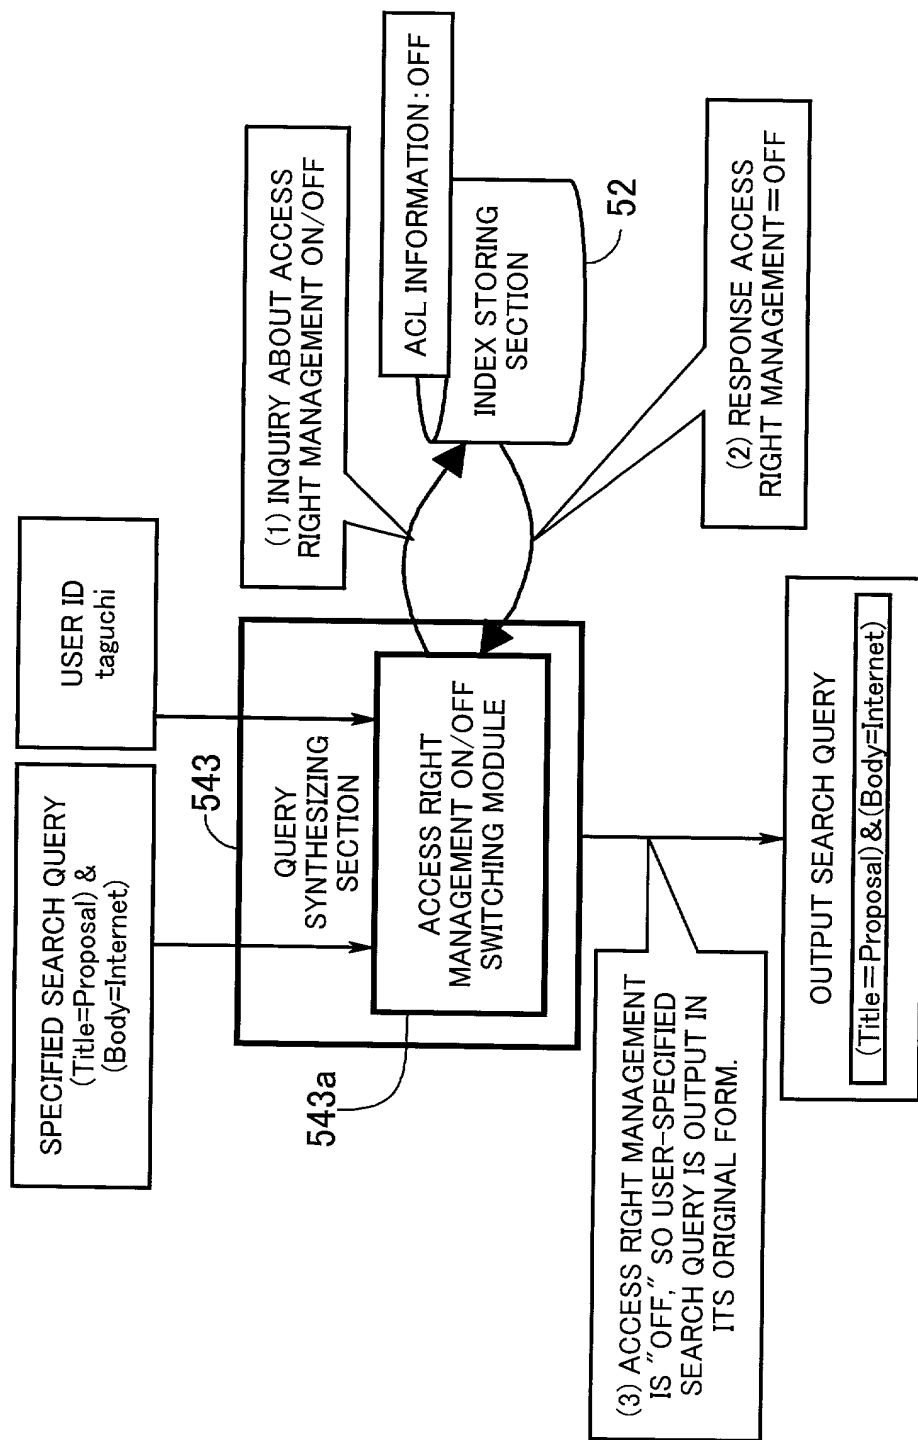 SPECIFIED SEARCH QUERY
(Title=Proposal) &
(Body=Internet)
USER ID
taguchi
543
QUERY
SYNTHESIZING
SECTION
543a
ACCESS RIGHT
MANAGEMENT ON/OFF
SWITCHING MODULE
(1) INQUIRY ABOUT ACCESS
RIGHT MANAGEMENT ON/OFF
ACL INFORMATION:OFF
INDEX STORING
SECTION
52
(2) RESPONSE ACCESS
RIGHT MANAGEMENT=OFF
(3) ACCESS RIGHT MANAGEMENT
IS "OFF," SO USER-SPECIFIED
SEARCH QUERY IS OUTPUT IN
ITS ORIGINAL FORM.
OUTPUT SEARCH QUERY
(Title=Proposal)&(Body=Internet)